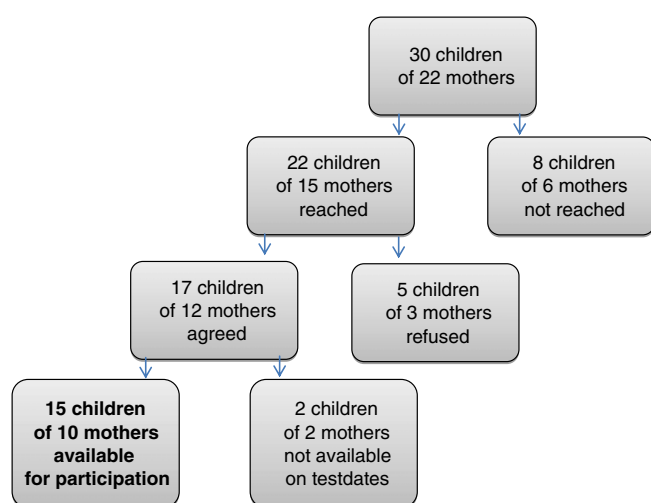 30 children
of 22 mothers
22 children
of 15 mothers
reached
8 children
of 6 mothers
not reached
17 children
of 12 mothers
agreed
5 children
of 3 mothers
refused
15 children
of 10 mothers
available
for participation
2 children
of 2 mothers
not available
on testdates